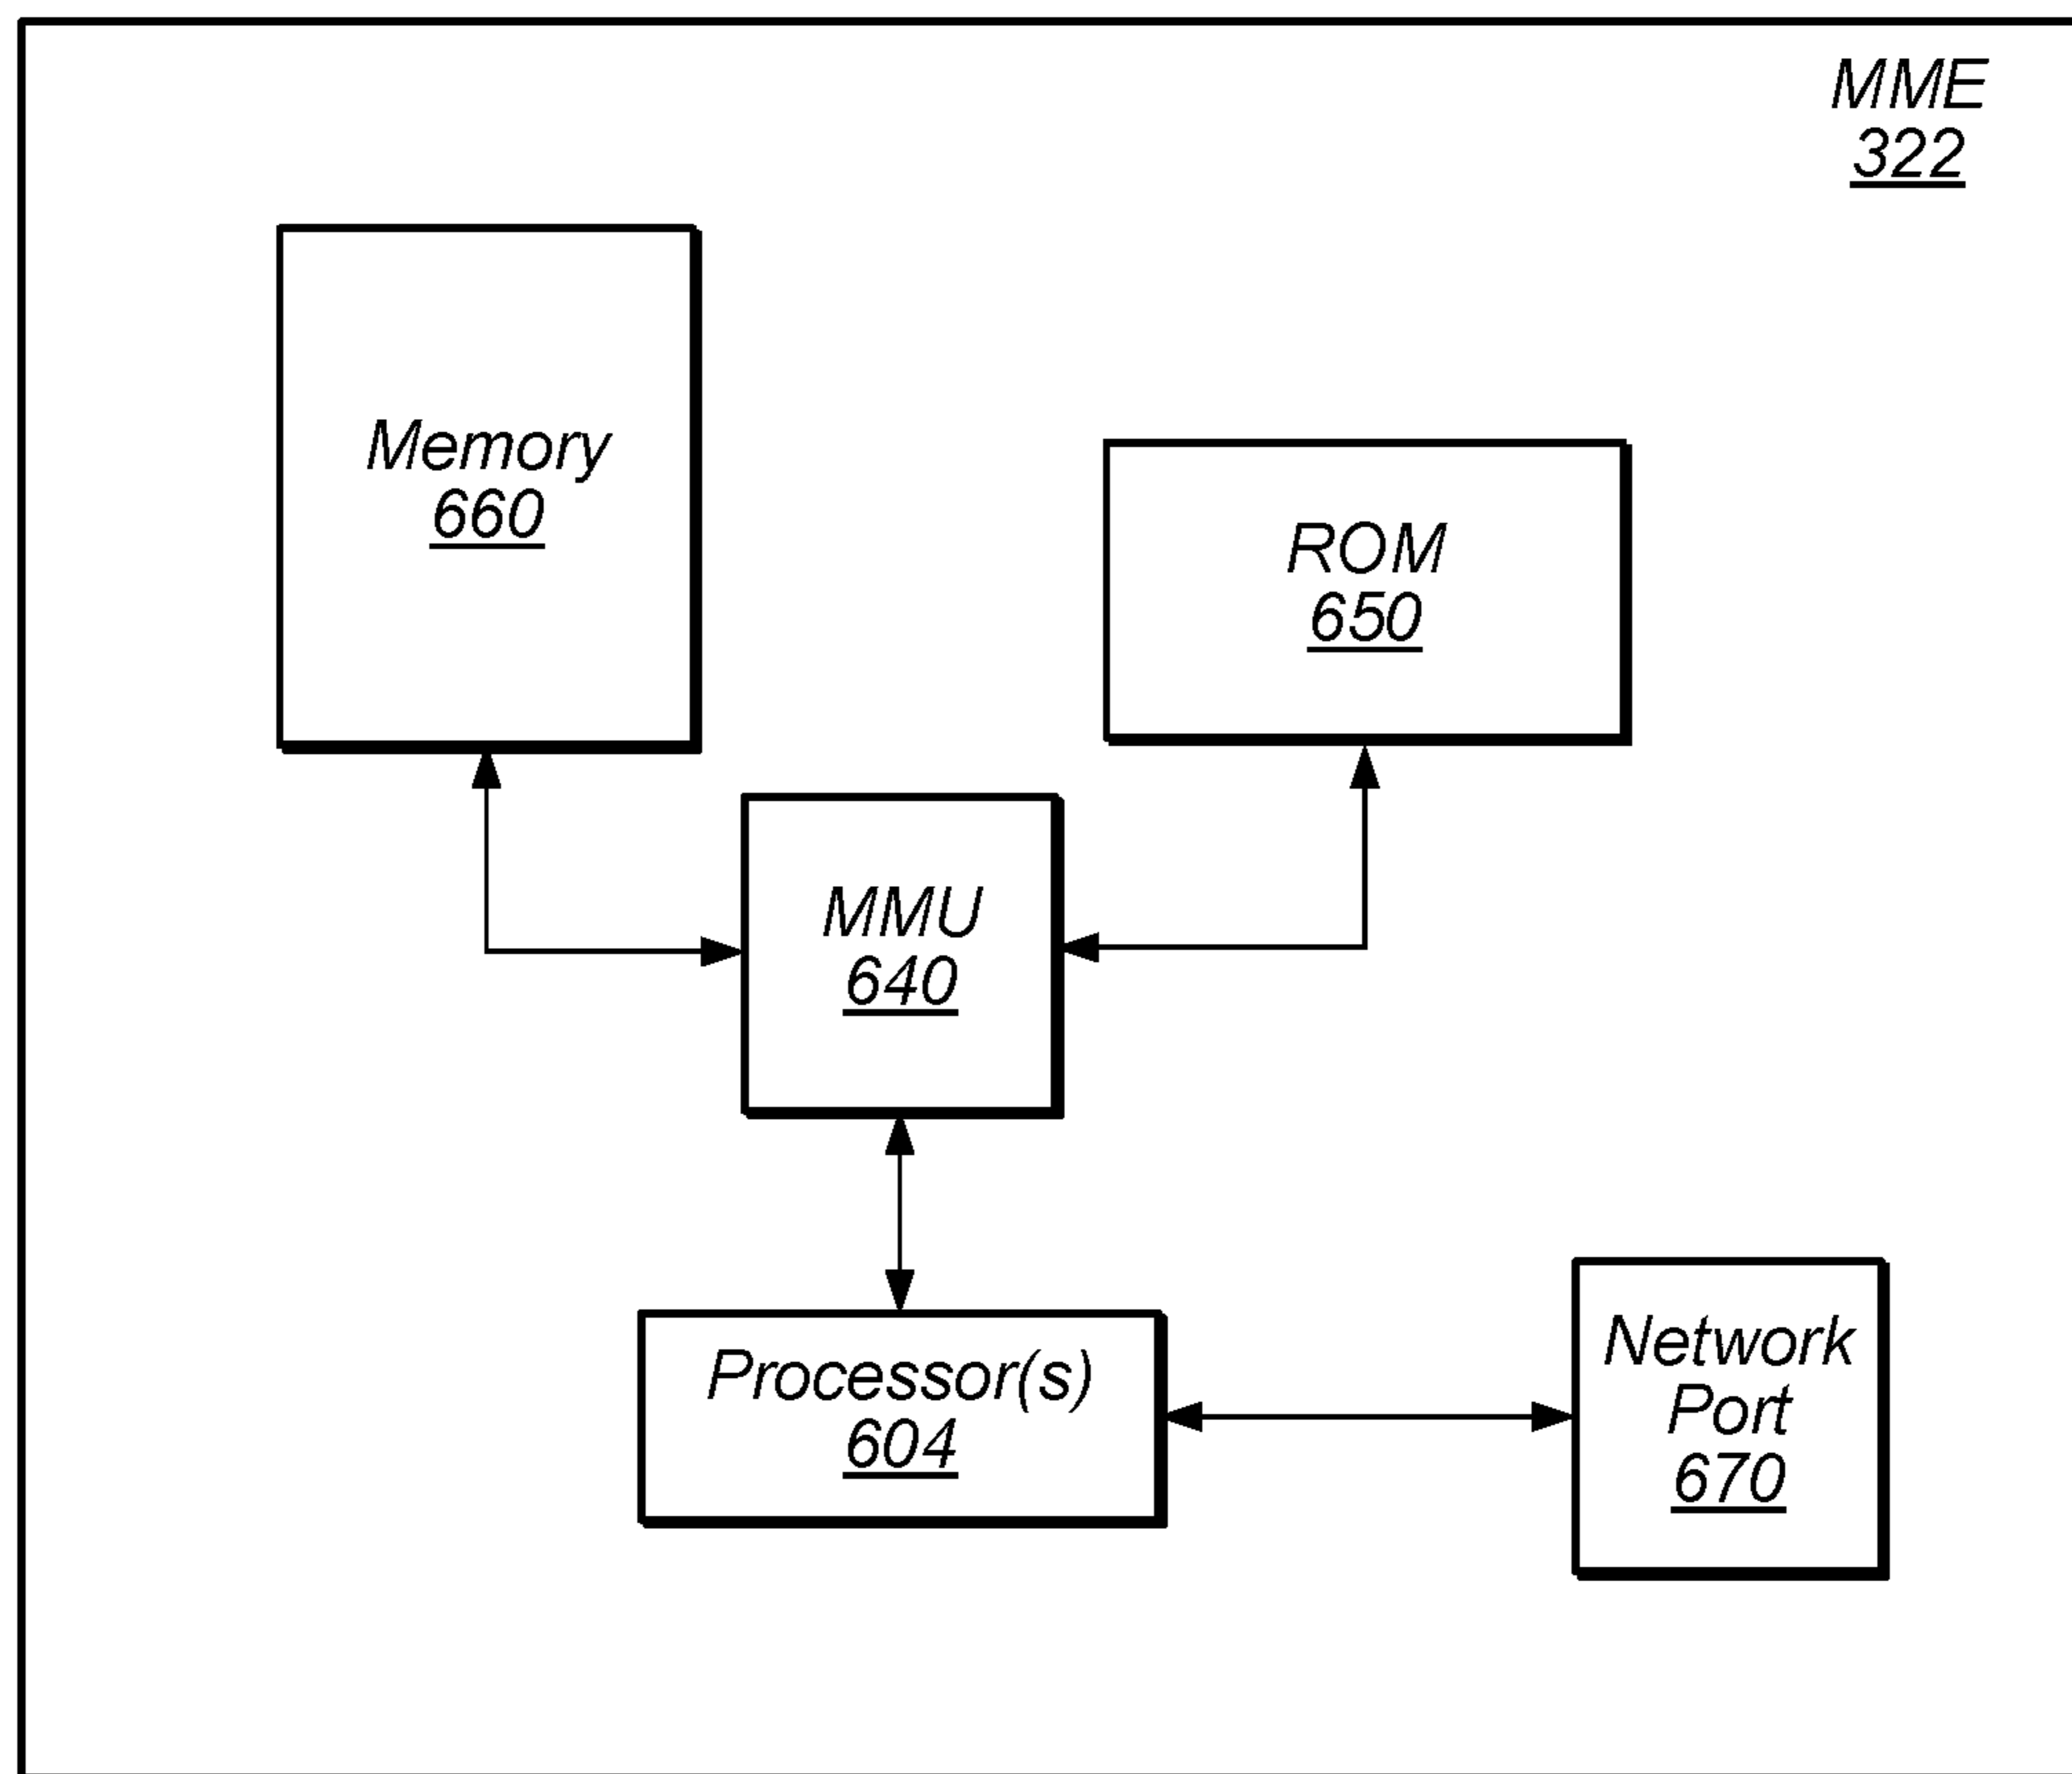 MME
322
Memory
660
ROM
650
MMU
640
Processor(s)
604
Network
Port
670